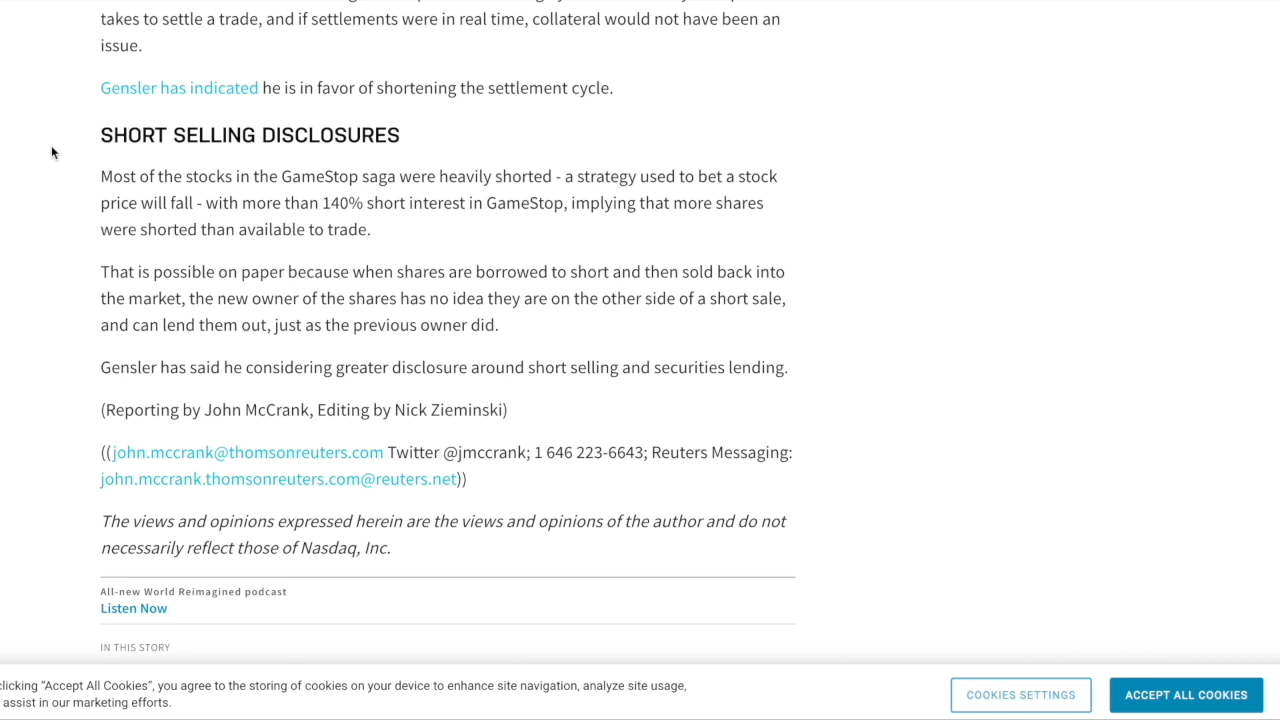 takes to settle a trade, and if settlements were in real time, collateral would not have been an
issue.
Gensler has indicated he is in favor of shortening the settlement cycle.
SHORT SELLING DISCLOSURES
Most of the stocks in the GameStop saga were heavily shorted - a strategy used to bet a stock
price will fall - with more than 140% short interest in GameStop, implying that more shares
were shorted than available to trade.
That is possible on paper because when shares are borrowed to short and then sold back into
the market, the new owner of the shares has no idea they are on the other side of a short sale,
and can lend them out, just as the previous owner did.
Gensler has said he considering greater disclosure around short selling and securities lending.
(Reporting by John McCrank, Editing by Nick Zieminski)
((john.mccrank@thomsonreuters.com Twitter @jmccrank; 1 646 223-6643; Reuters Messaging:
john.mccrank.thomsonreuters.com@reuters.net))
The views and opinions expressed herein are the views and opinions of the author and do not
necessarily reflect those of Nasdaq, Inc.
All-new World Reimagined podcast
Listen Now
IN THIS STORY
clicking “Accept All Cookies”, you agree to the storing of cookies on your device to enhance site navigation, analyze site usage,
assist in our marketing efforts.
COOKIES SETTINGS
ACCEPT ALL COOKIES